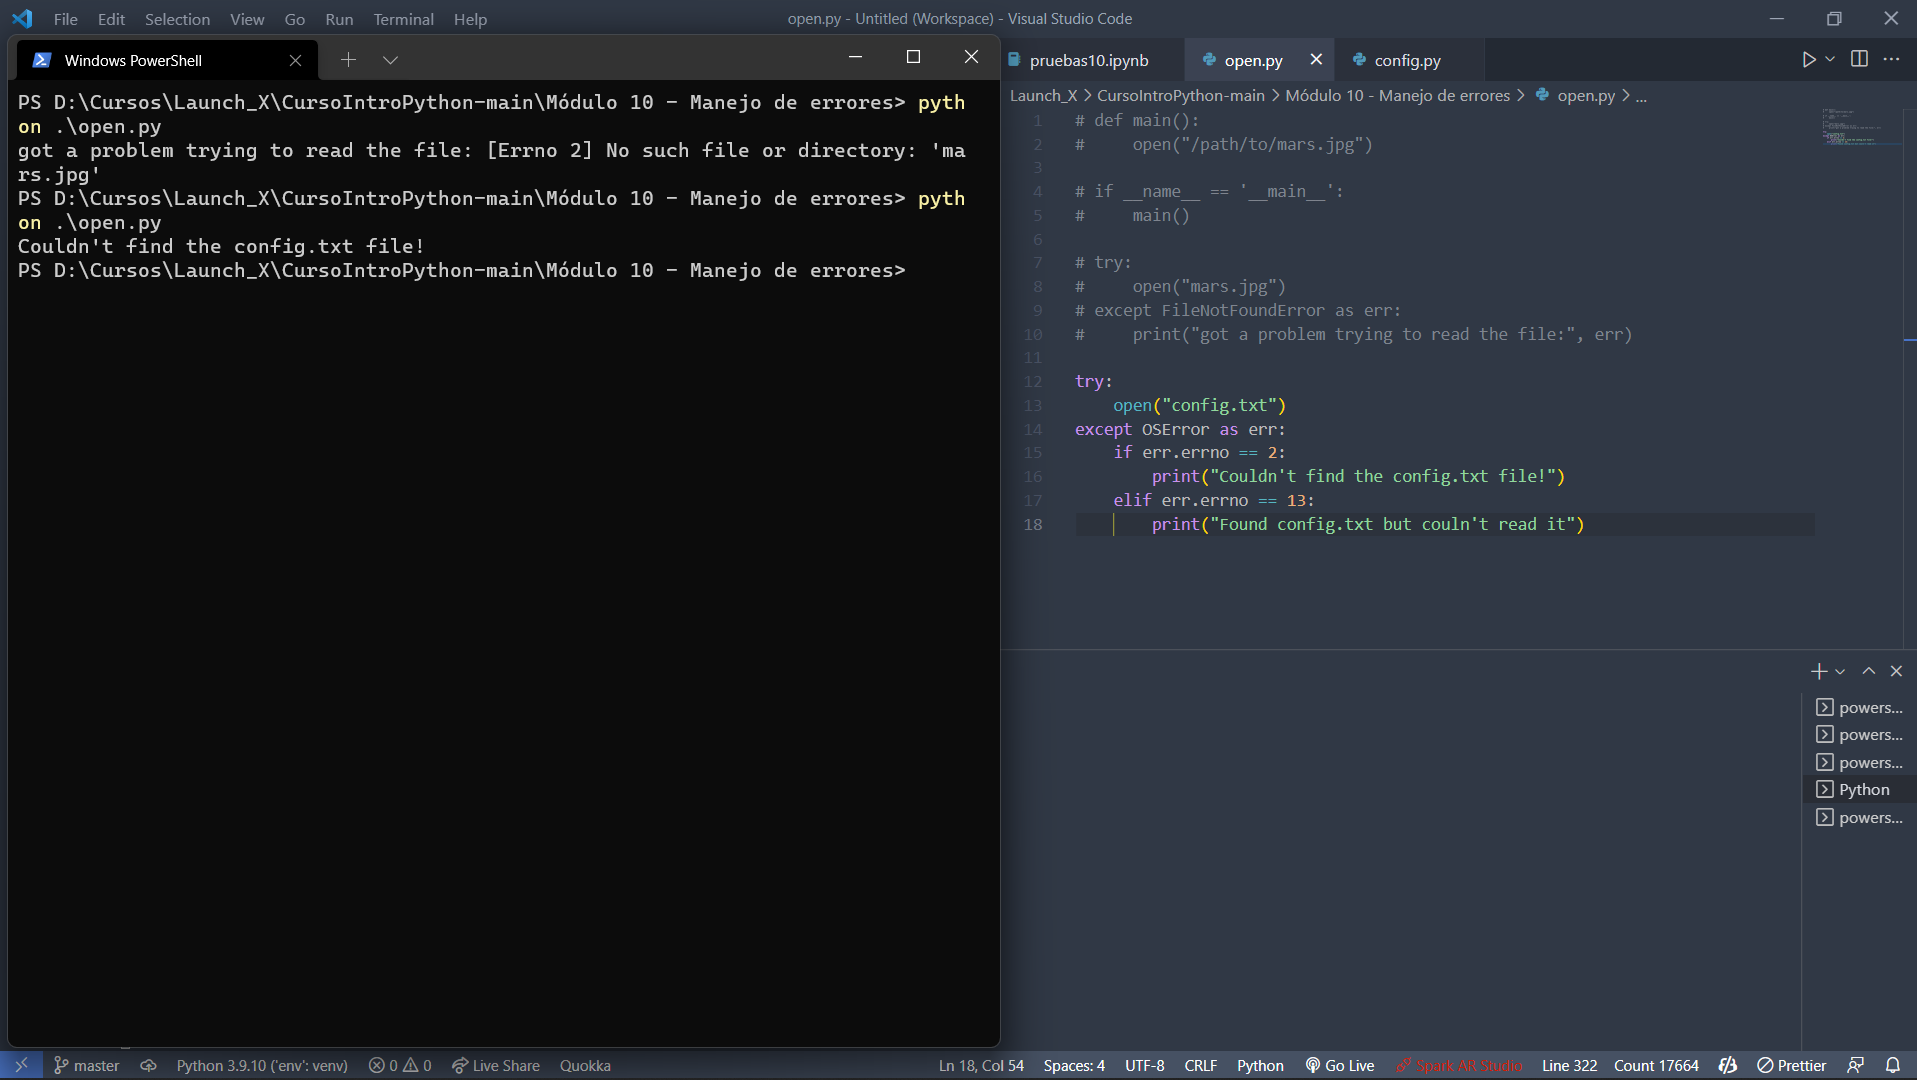 File Edit Selection View Go Run Terminal Help
open.py - Untitled (Workspace) - Visual Studio Code
Windows PowerShell
PS D:\Cursos\Launch_X\CursoIntroPython-main\Módulo 10 - Manejo de errores> pyth
on .\open.py
got a problem trying to read the file: [Errno 2] No such file or directory: 'ma
rs.jpg'
PS D:\Cursos\Launch_X\CursoIntroPython-main\Módulo 10 - Manejo de errores> pyth
on .\open.py
Couldn't find the config.txt file!
PS D:\Cursos\Launch_X\CursoIntroPython-main\Módulo 10 - Manejo de errores>
pruebas10.ipynb open.py config.py
Launch_X > CursoIntroPython-main > Módulo 10 - Manejo de errores > open.py > ...
1 # def main():
2 #     open("/path/to/mars.jpg")
3
4 # if __name__ == '__main__':
5 #     main()
6
7 # try:
8 #     open("mars.jpg")
9 # except FileNotFoundError as err:
10 #     print("got a problem trying to read the file:", err)
11
12 try:
13     open("config.txt")
14 except OSError as err:
15     if err.errno == 2:
16         print("Couldn't find the config.txt file!")
17     elif err.errno == 13:
18         print("Found config.txt but couln't read it")
powers...
powers...
powers...
Python
powers...
master Python 3.9.10 ('env': venv) 0 0 Live Share Quokka Ln 18, Col 54 Spaces: 4 UTF-8 CRLF Python Go Live Spark AR Studio Line 322 Count 17664 Prettier